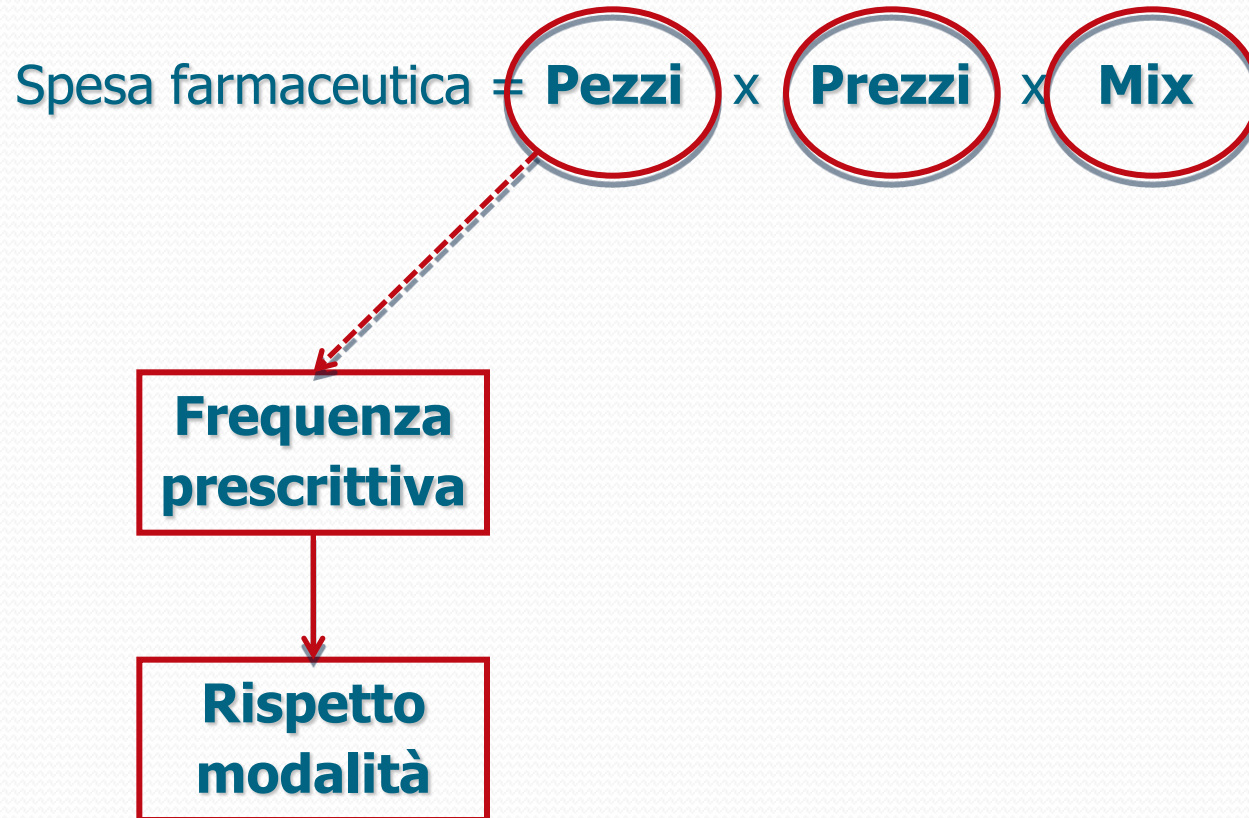 Spesa farmaceutica = Pezzi x Prezzi x Mix
Frequenza
prescrittiva
Rispetto
modalità